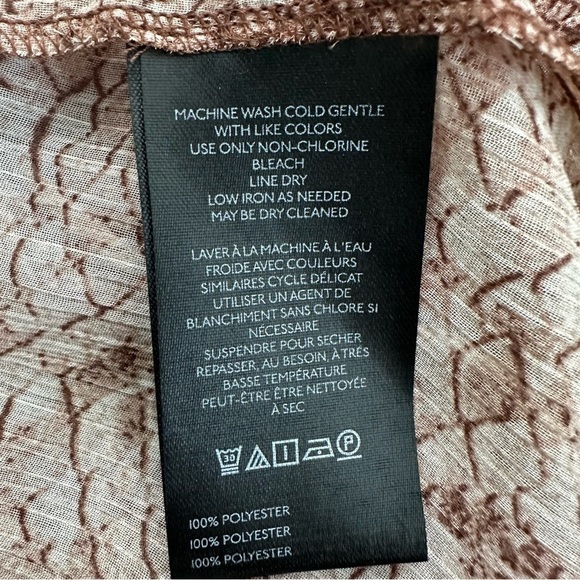 MACHINE WASH COLD GENTLE
WITH LIKE COLORS
USE ONLY NON-CHLORINE
BLEACH
LINE DRY
LOW IRON AS NEEDED
MAY BE DRY CLEANED
LAVER À LA MACHINE À L'EAU
FROIDE AVEC COULEURS
SIMILAIRES CYCLE DÉLICAT
UTILISER UN AGENT DE
BLANCHIMENT SANS CHLORE SI
NÉCESSAIRE
SUSPENDRE POUR SECHER
REPASSER, AU BESOIN, À TRÉS
BASSE TEMPÉRATURE
PEUT-ÊTRE ÊTRE NETTOYÉE
À SEC
30 P
100% POLYESTER
100% POLYESTER
100% POLYESTER